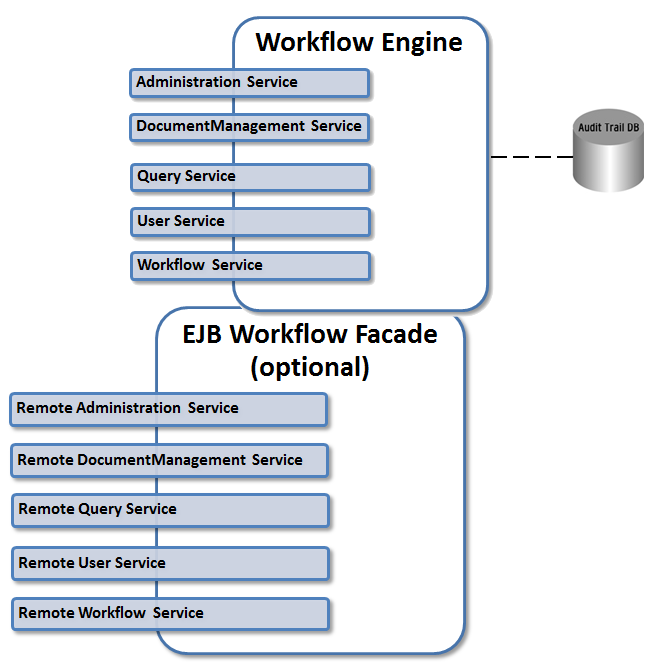 Workflow Engine
Administration Service
DocumentManagement Service
Query Service
User Service
Workflow Service
Audit Trail DB
EJB Workflow Facade
(optional)
Remote Administration Service
Remote DocumentManagement Service
Remote Query Service
Remote User Service
Remote Workflow Service